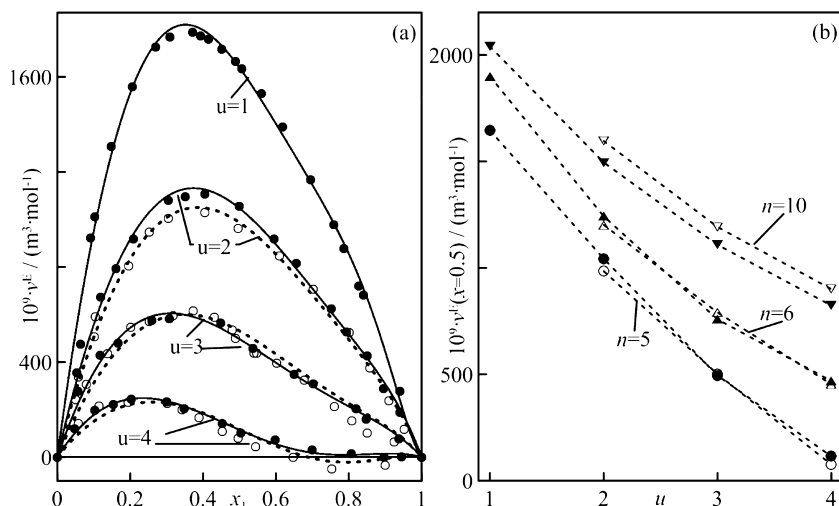 (a)
1600
400
0
10⁹·vᴱ / (m³·mol⁻¹)
u=1
u=2
u=3
u=4
0 0.2 0.4 x₁ 0.6 0.8 1
(b)
2000
500
0
10⁹·vᴱ(x=0.5) / (m³·mol⁻¹)
n=10
n=6
n=5
1 2 u 3 4